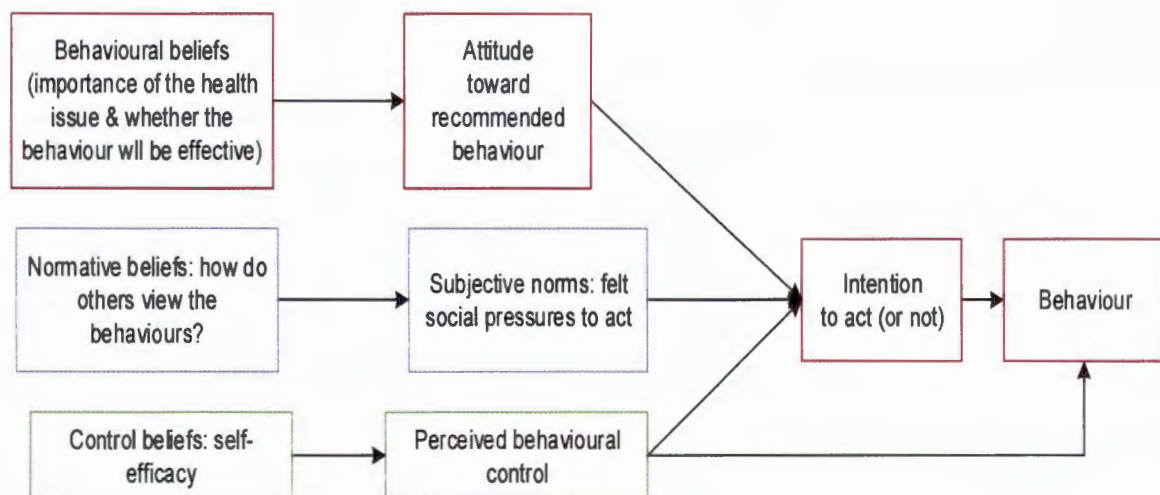 Behavioural beliefs
(importance of the health
issue & whether the
behaviour wll be effective)
Attitude
toward
recommended
behaviour
Normative beliefs: how do
others view the
behaviours?
Subjective norms: felt
social pressures to act
Intention
to act (or not)
Behaviour
Control beliefs: self-
efficacy
Perceived behavioural
control